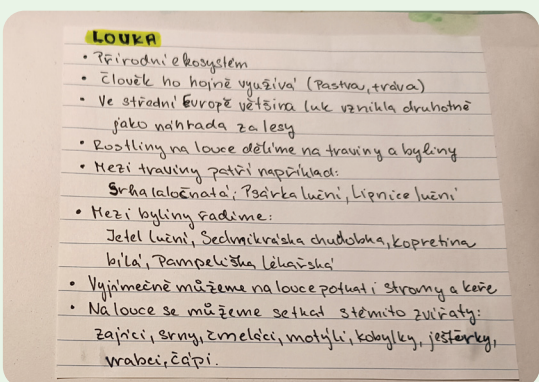 LOUKA
• Přírodní ekosystém
• Člověk ho hojně využívá (Pastva, tráva)
• Ve střední Evropě většina luk vznikla druhotně
jako náhrada za lesy
• Rostliny na louce dělíme na traviny a byliny
• Mezi traviny patří například:
Srha laločnatá, Psárka luční, Lipnice luční
• Mezi byliny řadíme:
Jetel luční, Sedmikráska chudobka, kopretina
bílá, Pampeliška lékařská
• Vyjímečně můžeme na louce potkat i stromy a keře
• Na louce se můžeme setkat s těmito zvířaty:
zajíci, srny, čmeláci, motýli, kobylky, ještěrky,
vrabci, čápi.